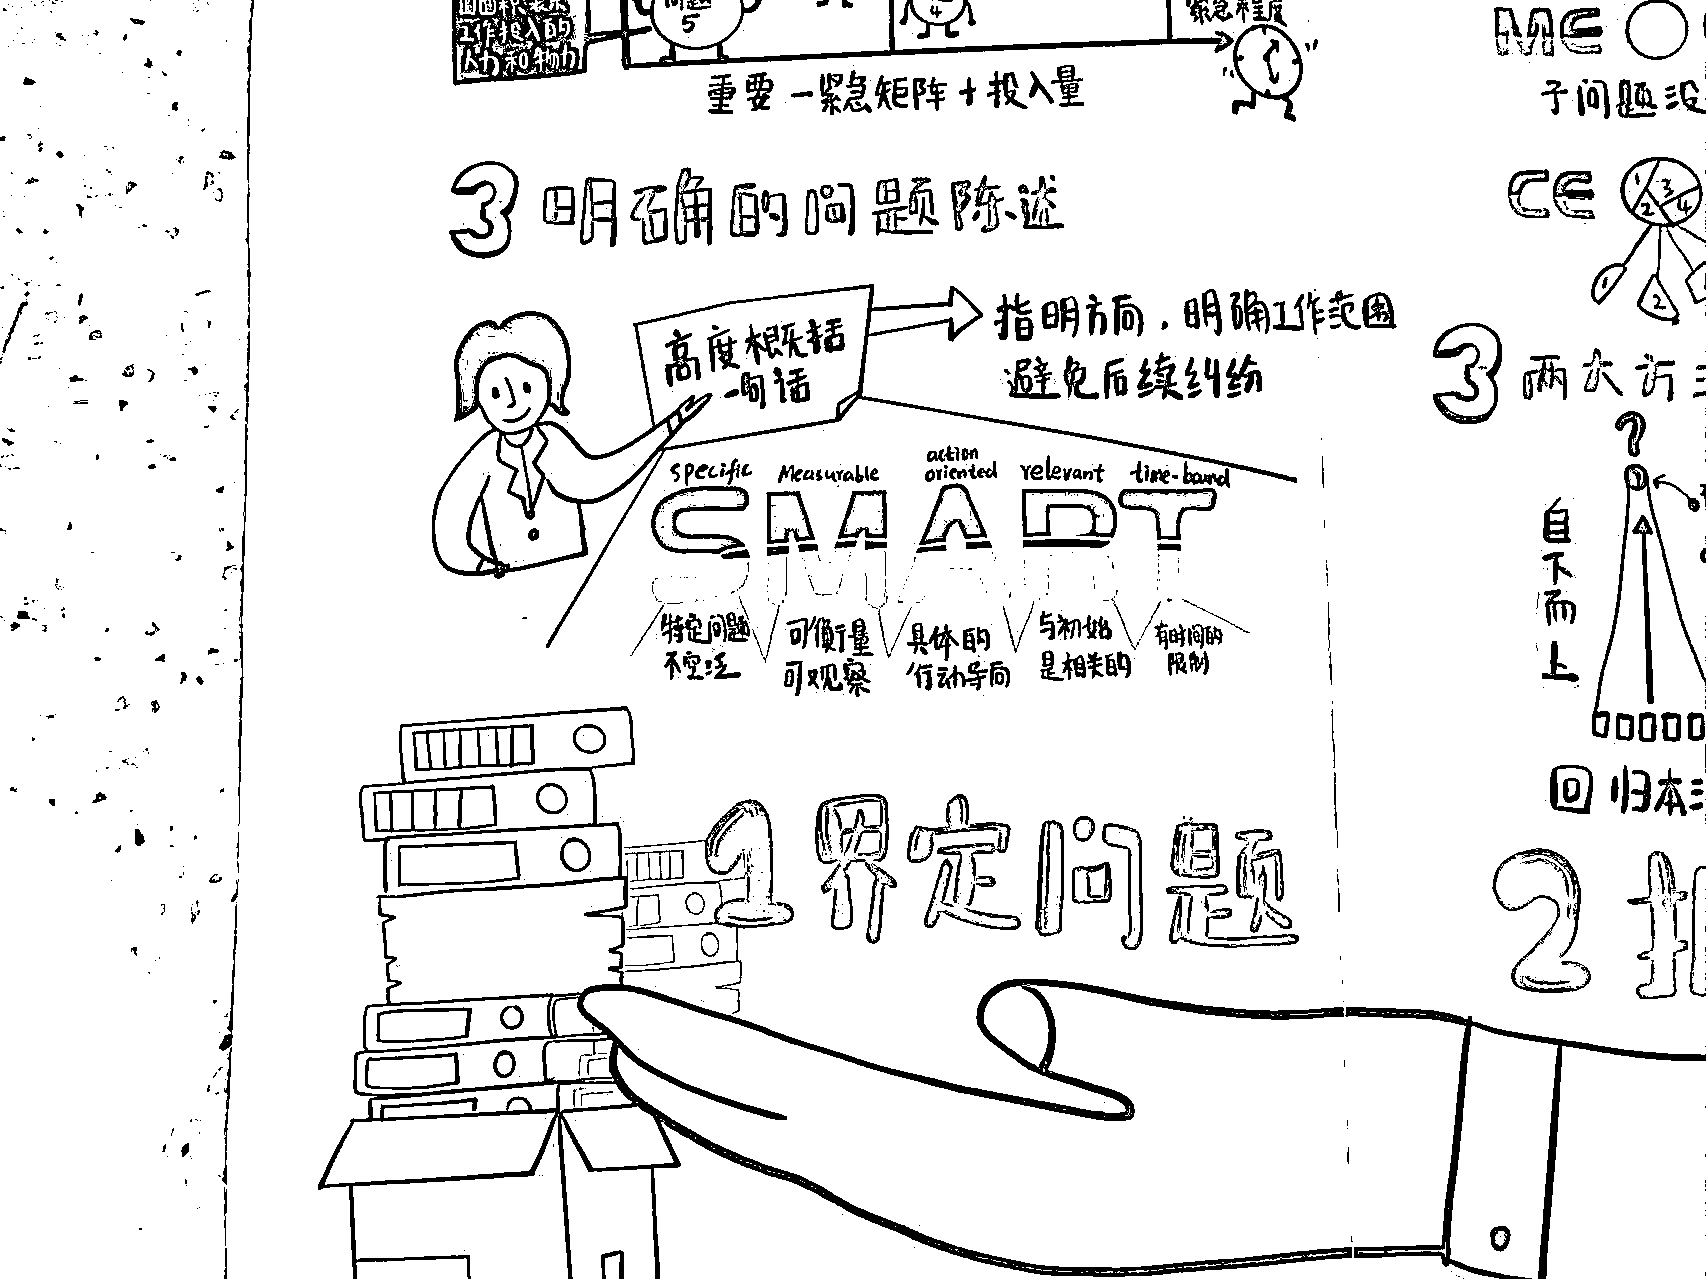 工作投入的
人力和物力
问题
5
4
紧急程度
重要-紧急矩阵+投入量
3 明确的问题陈述
高度概括
一句话
指明方向，明确工作范围
避免后续纠纷
specific Measurable action oriented relevant time-bound
SMART
特定问题
不空泛
可衡量
可观察
具体的
行动导向
与初始
是相关的
有时间的
限制
1 界定问题
ME
子问题没
CE
1 2 3 4
1 2
3 两大
?
自下而上
回归本
2